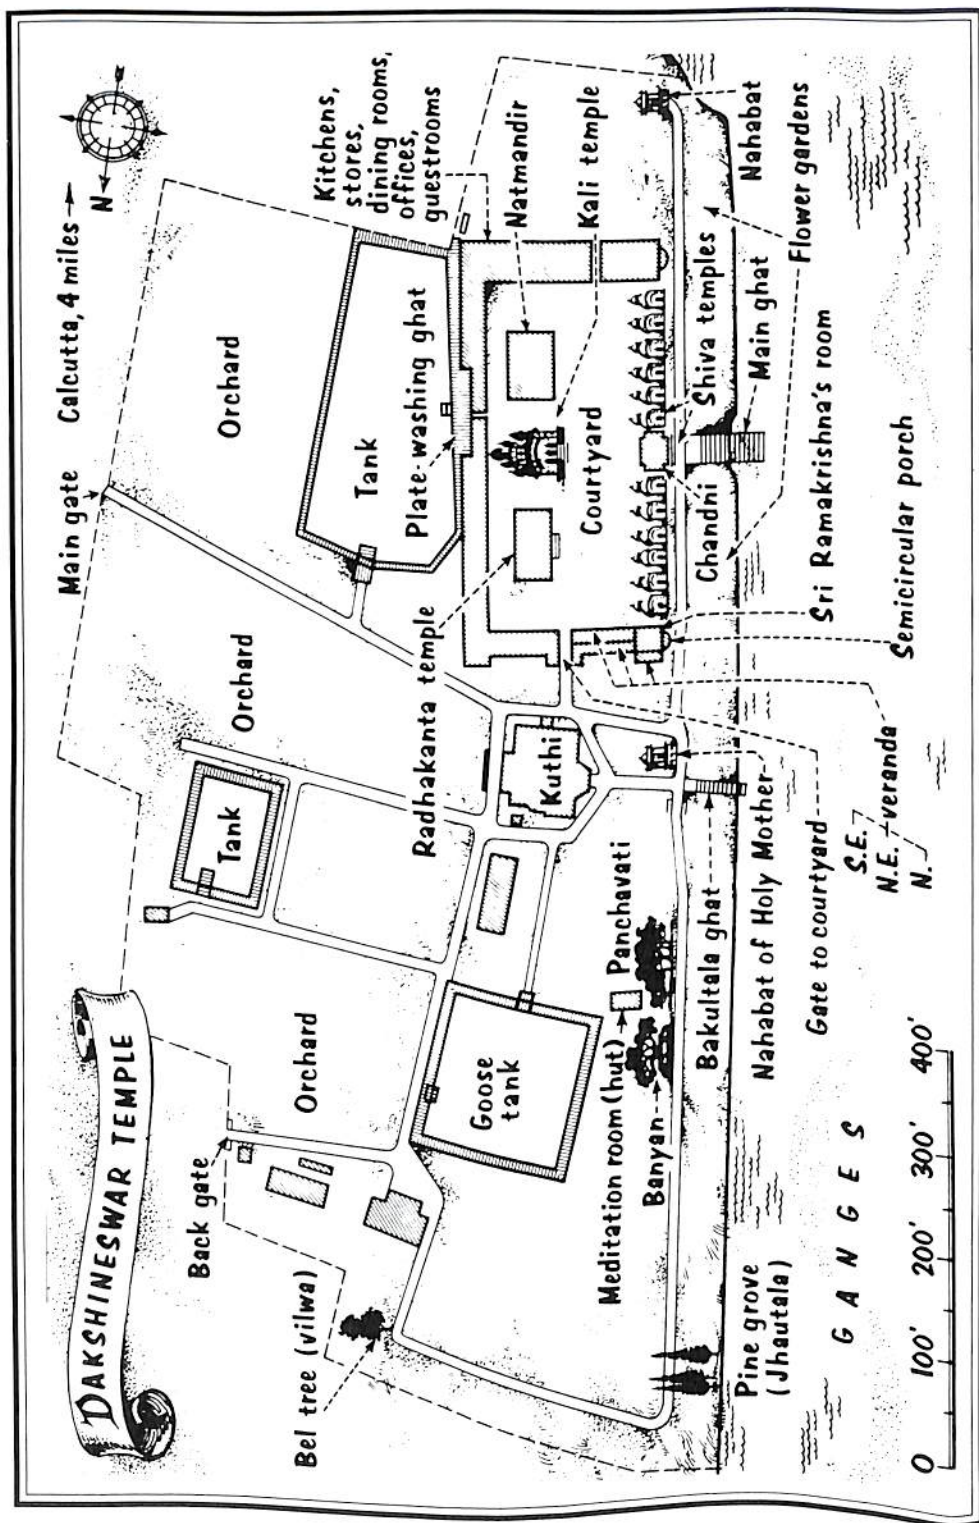 DAKSHINESWAR TEMPLE
Main gate
Calcutta, 4 miles
N
Back gate
Bel tree (vilwa)
Orchard
Orchard
Orchard
Tank
Tank
Plate-washing ghat
Kitchens,
stores,
dining rooms,
offices,
guestrooms
Natmandir
Kali temple
Radhakanta temple
Courtyard
Kuthi
Goose
tank
Meditation room (hut)
Panchavati
Banyan
Chandni
Shiva temples
Nahabat
Main ghat
Flower gardens
Sri Ramakrishna's room
Semicircular porch
Bakultala ghat
Nahabat of Holy Mother
Gate to courtyard
S.E.
N.E. veranda
N.
Pine grove
(Jhautala)
GANGES
0 100' 200' 300' 400'